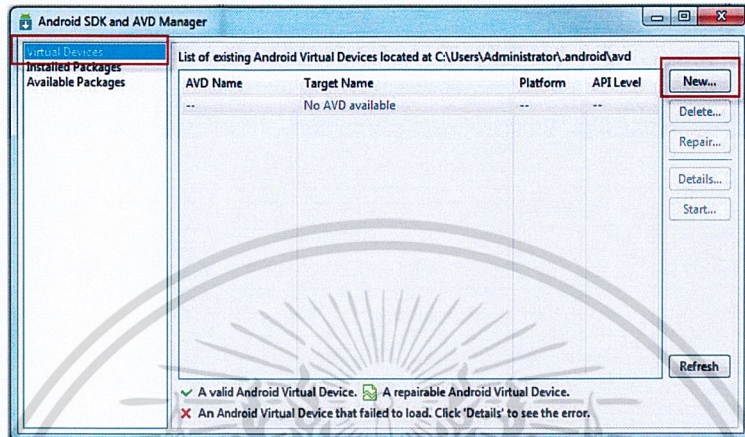 Android SDK and AVD Manager
Virtual Devices
Installed Packages
Available Packages
List of existing Android Virtual Devices located at C:\Users\Administrator\.android\avd
AVD Name Target Name Platform API Level
-- No AVD available -- --
New...
Delete...
Repair...
Details...
Start...
Refresh
A valid Android Virtual Device. A repairable Android Virtual Device.
An Android Virtual Device that failed to load. Click 'Details' to see the error.